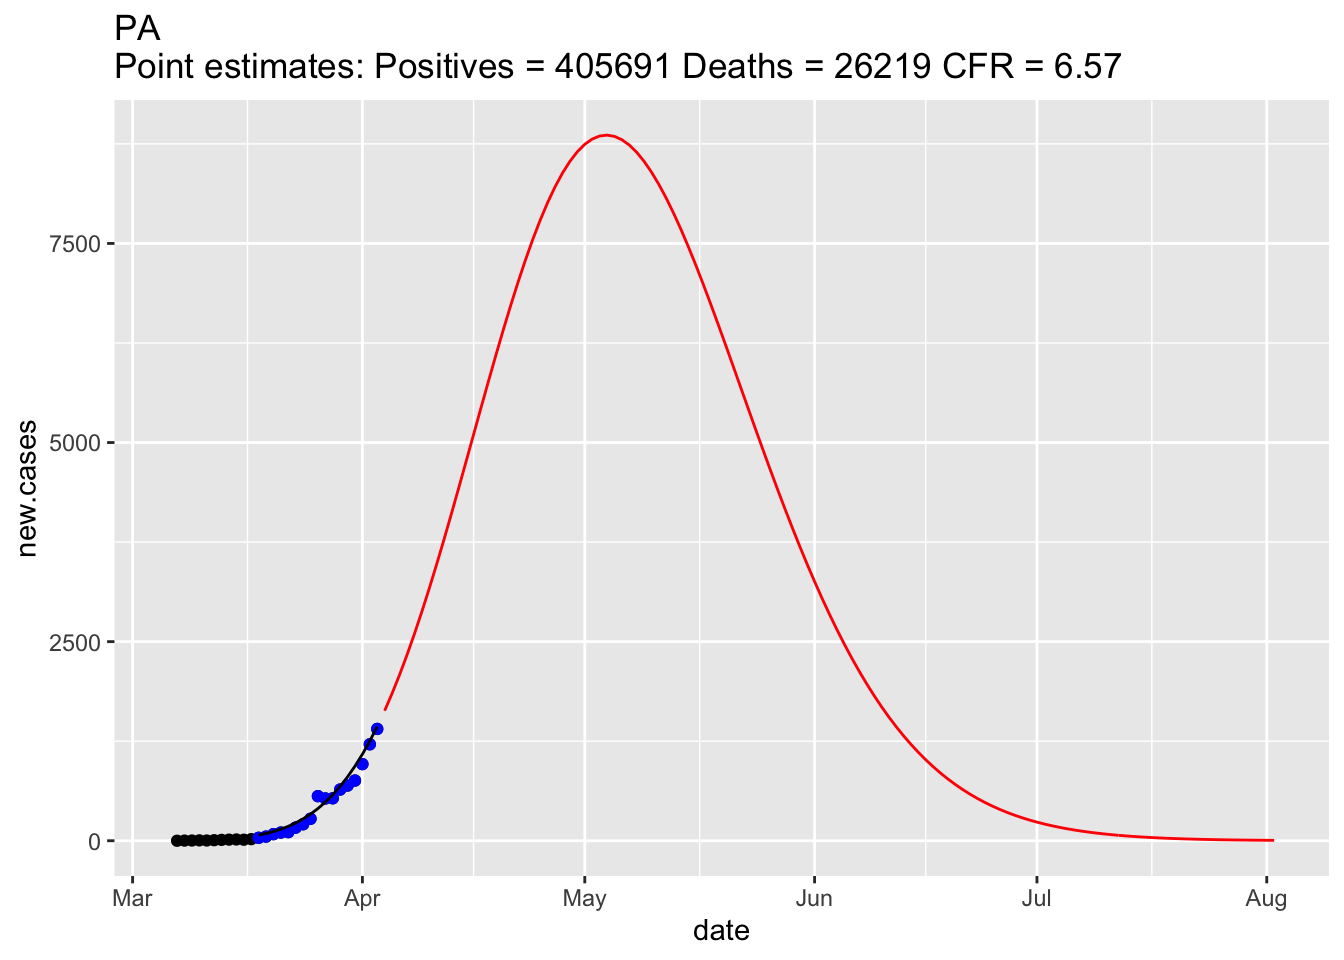 PA
Point estimates: Positives = 405691 Deaths = 26219 CFR = 6.57
new.cases
7500
5000
2500
0
Mar Apr May Jun Jul Aug
date